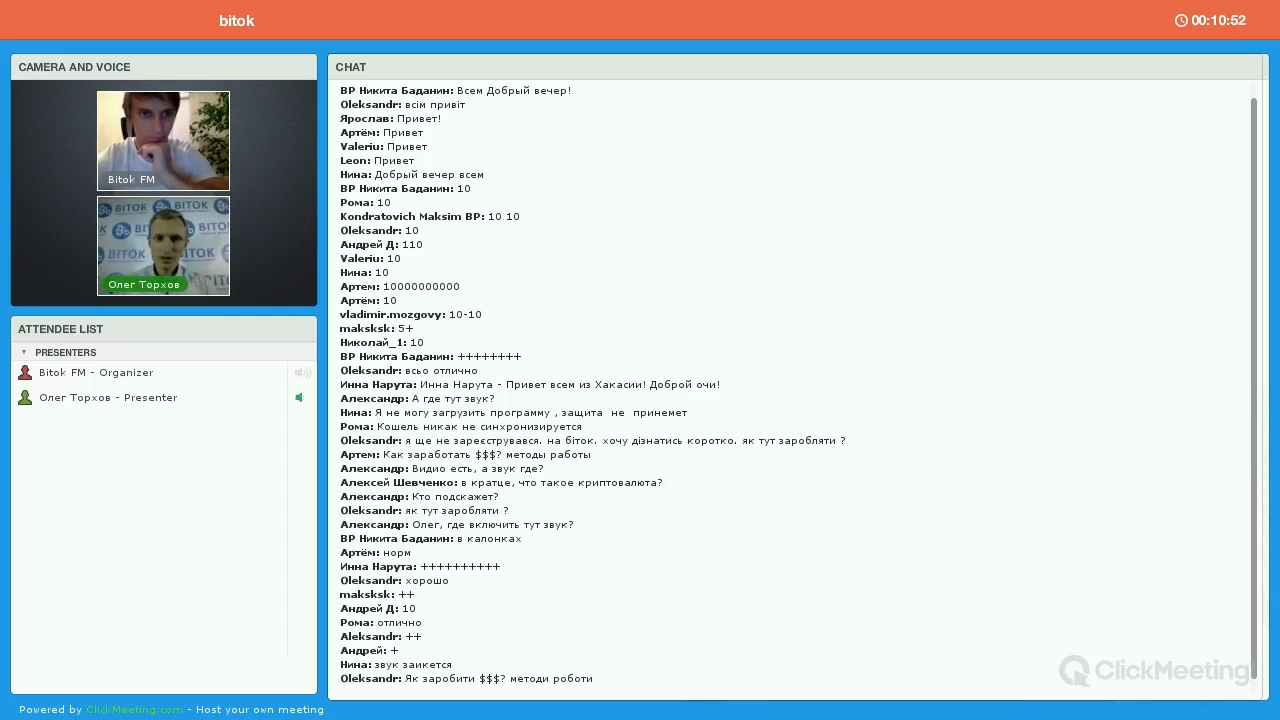 bitok
00:10:52
CAMERA AND VOICE
Bitok FM
BITOK
BITOK
BITOK
Олег Торхов
ATTENDEE LIST
PRESENTERS
Bitok FM - Organizer
Олег Торхов - Presenter
CHAT
ВР Никита Баданин: Всем Добрый вечер!
Oleksandr: всім привіт
Ярослав: Привет!
Артём: Привет
Valeriu: Привет
Leon: Привет
Нина: Добрый вечер всем
ВР Никита Баданин: 10
Рома: 10
Kondratovich Maksim BP: 10 10
Oleksandr: 10
Андрей Д: 110
Valeriu: 10
Нина: 10
Артем: 10000000000
Артём: 10
vladimir.mozgovy: 10-10
maksksk: 5+
Николай_1: 10
ВР Никита Баданин: ++++++++
Oleksandr: всьо отлично
Инна Нарута: Инна Нарута - Привет всем из Хакасии! Доброй очи!
Александр: А где тут звук?
Нина: Я не могу загрузить программу , защита не принемет
Рома: Кошель никак не синхронизируется
Oleksandr: я ще не зареєструвався. на біток. хочу дізнатись коротко. як тут заробляти ?
Артем: Как заработать $$$? методы работы
Александр: Видио есть, а звук где?
Алексей Шевченко: в кратце, что такое криптовалюта?
Александр: Кто подскажет?
Oleksandr: як тут заробляти ?
Александр: Олег, где включить тут звук?
ВР Никита Баданин: в калонках
Артём: норм
Инна Нарута: ++++++++++
Oleksandr: хорошо
maksksk: ++
Андрей Д: 10
Рома: отлично
Aleksandr: ++
Андрей: +
Нина: звук заикется
Oleksandr: Як заробити $$$? методи роботи
ClickMeeting
Powered by ClickMeeting.com - Host your own meeting